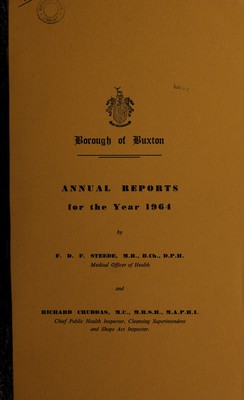 Borough of Buxton
ANNUAL REPORTS
for the Year 1964
by
F. D. F. STEEDE, M.B., B.Ch., D.P.H.
Medical Officer of Health
and
RICHARD CRUDDAS, M.C., M.R.S.H., M.A.P.H.I.
Chief Public Health Inspector, Cleansing Superintendent
and Shops Act Inspector.